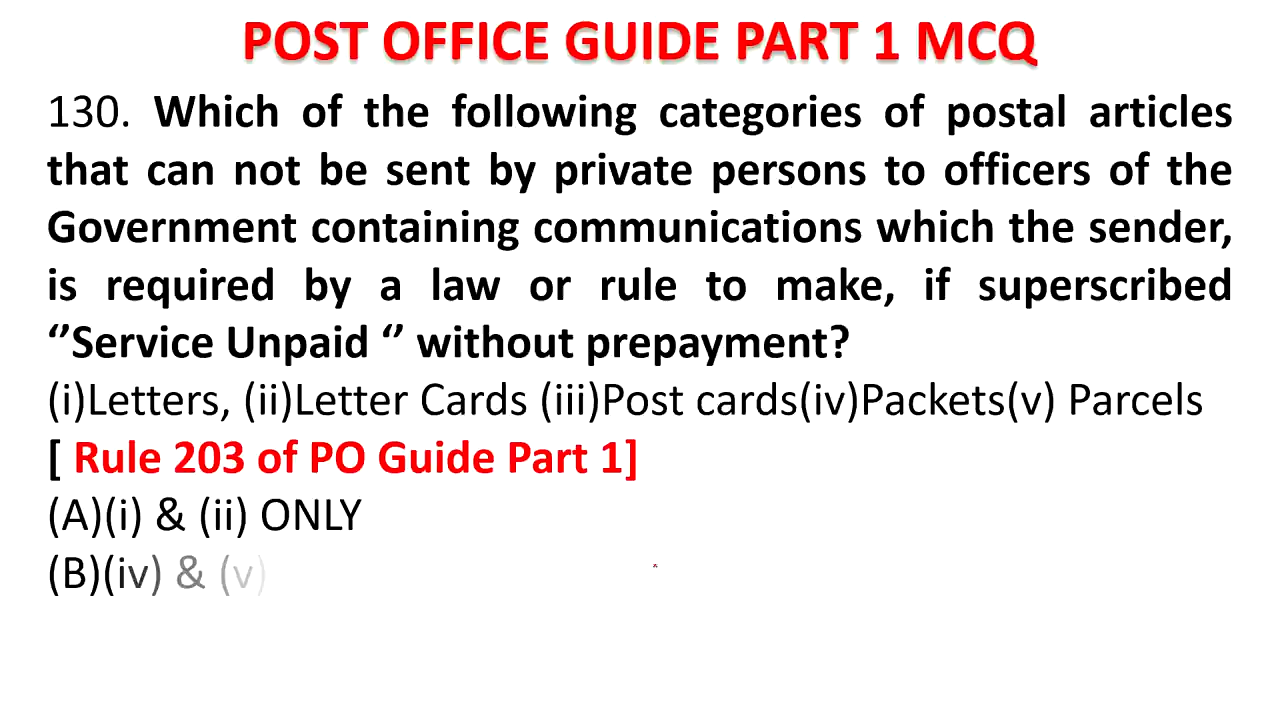 POST OFFICE GUIDE PART 1 MCQ
130. Which of the following categories of postal articles
that can not be sent by private persons to officers of the
Government containing communications which the sender,
is required by a law or rule to make, if superscribed
‘’Service Unpaid ‘’ without prepayment?
(i)Letters, (ii)Letter Cards (iii)Post cards(iv)Packets(v) Parcels
[ Rule 203 of PO Guide Part 1]
(A)(i) & (ii) ONLY
(B)(iv) & (v)